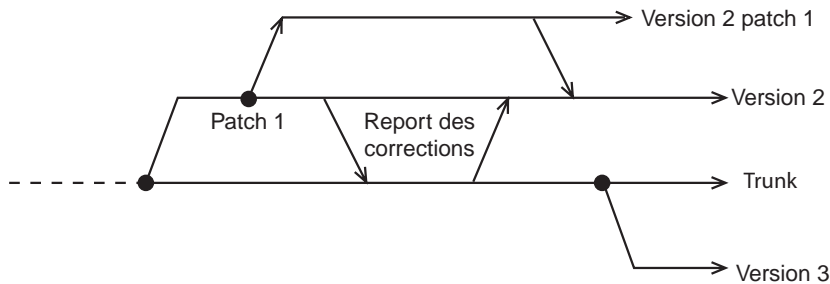 Version 2 patch 1
Version 2
Patch 1
Report des
corrections
Trunk
Version 3